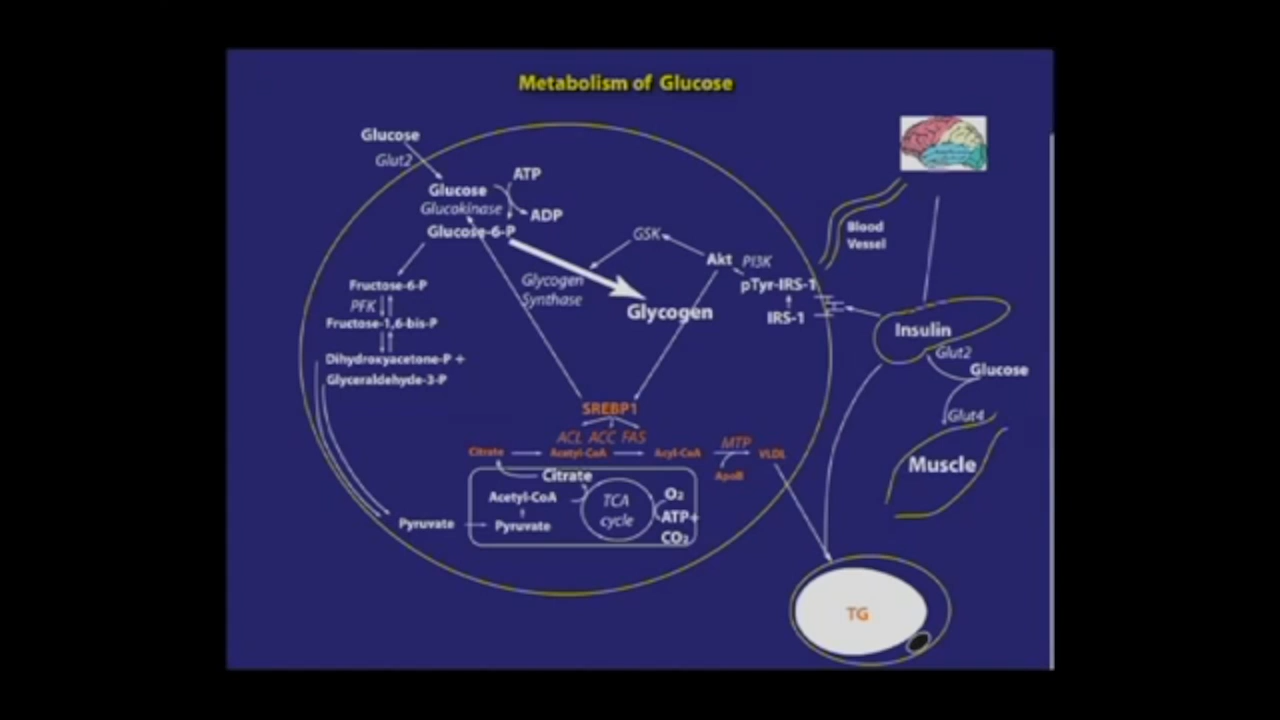 Metabolism of Glucose
Glucose
Glut2
Glucose
ATP
Glucokinase
ADP
Glucose-6-P
GSK
Akt
PI3K
Blood
Vessel
Fructose-6-P
Glycogen
Synthase
pTyr-IRS-1
PFK
Glycogen
IRS-1
Fructose-1,6-bis-P
Insulin
Dihydroxyacetone-P +
Glyceraldehyde-3-P
Glut2
Glucose
Glut4
SREBP1
ACL ACC FAS
MTP
Citrate
Acetyl-CoA
Acyl-CoA
VLDL
ApoB
Muscle
Citrate
Acetyl-CoA
TCA
cycle
O2
ATP+
CO2
Pyruvate
Pyruvate
TG